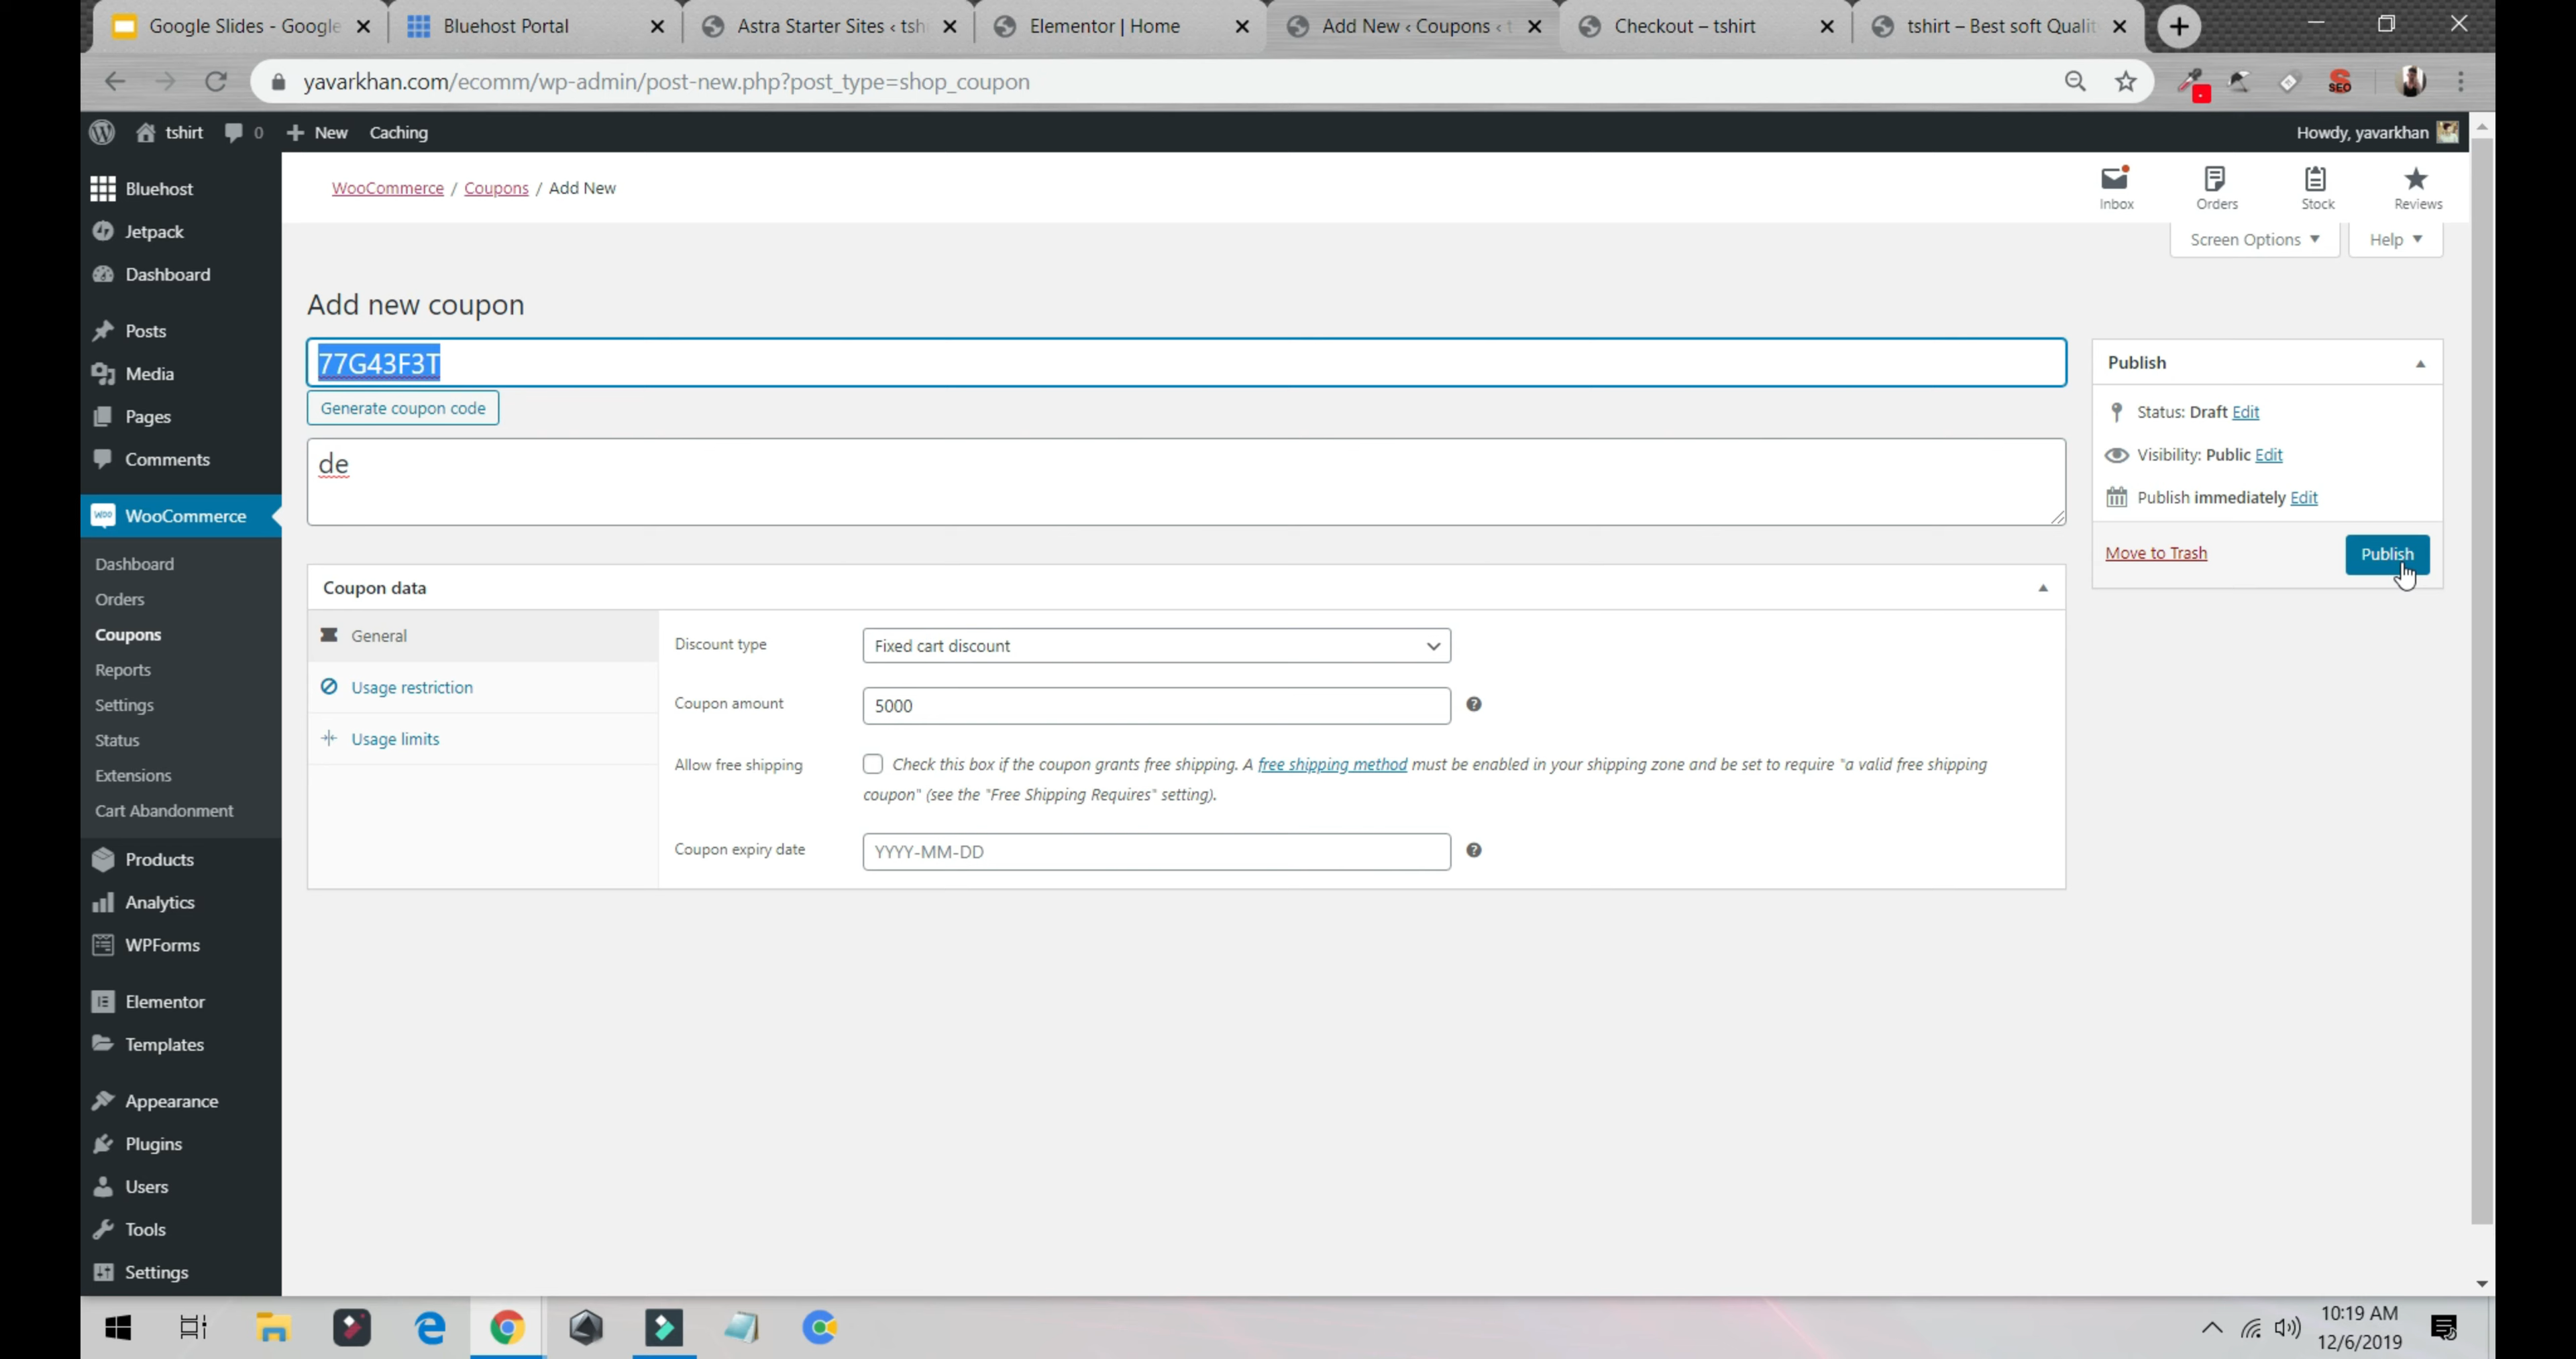 Google Slides - Google
Bluehost Portal
Astra Starter Sites ‹ tsh
Elementor | Home
Add New ‹ Coupons ‹ t
Checkout – tshirt
tshirt – Best soft Qualit
yavarkhan.com/ecomm/wp-admin/post-new.php?post_type=shop_coupon
SEO
tshirt
0
New
Caching
Howdy, yavarkhan
Bluehost
Jetpack
Dashboard
Posts
Media
Pages
Comments
WooCommerce
Dashboard
Orders
Coupons
Reports
Settings
Status
Extensions
Cart Abandonment
Products
Analytics
WPForms
Elementor
Templates
Appearance
Plugins
Users
Tools
Settings
WooCommerce / Coupons / Add New
Inbox
Orders
Stock
Reviews
Screen Options
Help
Add new coupon
77G43F3T
Generate coupon code
de
Publish
Status: Draft Edit
Visibility: Public Edit
Publish immediately Edit
Move to Trash
Publish
Coupon data
General
Usage restriction
Usage limits
Discount type
Fixed cart discount
Coupon amount
5000
Allow free shipping
Check this box if the coupon grants free shipping. A free shipping method must be enabled in your shipping zone and be set to require "a valid free shipping
coupon" (see the "Free Shipping Requires" setting).
Coupon expiry date
YYYY-MM-DD
10:19 AM
12/6/2019